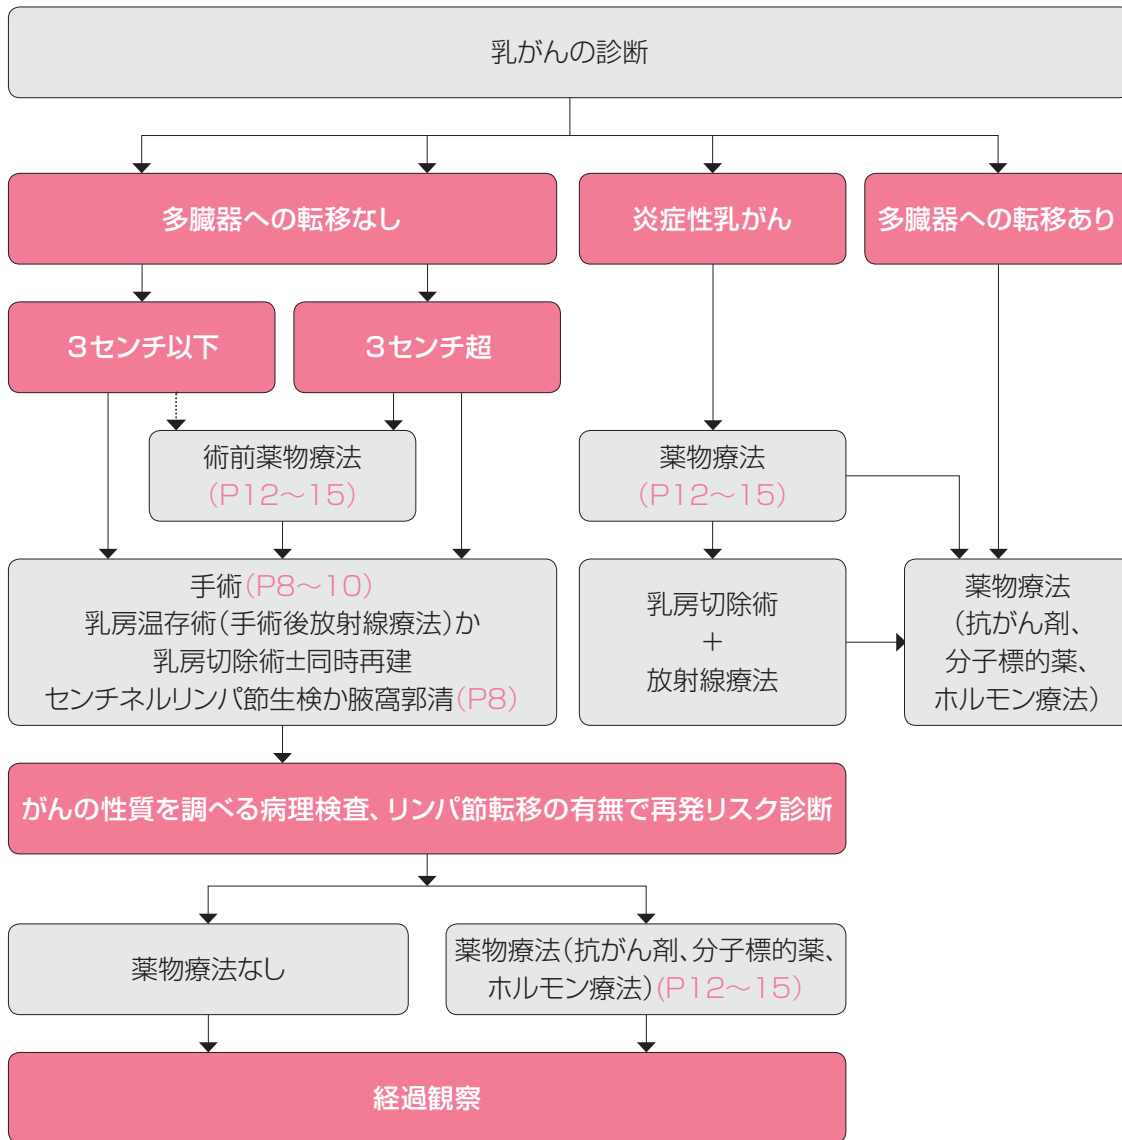 乳がんの診断
多臓器への転移なし
炎症性乳がん
多臓器への転移あり
3センチ以下
3センチ超
術前薬物療法
(P12〜15)
薬物療法
(P12〜15)
手術(P8〜10)
乳房温存術(手術後放射線療法)か
乳房切除術±同時再建
センチネルリンパ節生検か腋窩郭清(P8)
乳房切除術
+
放射線療法
薬物療法
(抗がん剤、
分子標的薬、
ホルモン療法)
がんの性質を調べる病理検査、リンパ節転移の有無で再発リスク診断
薬物療法なし
薬物療法(抗がん剤、分子標的薬、
ホルモン療法)(P12〜15)
経過観察